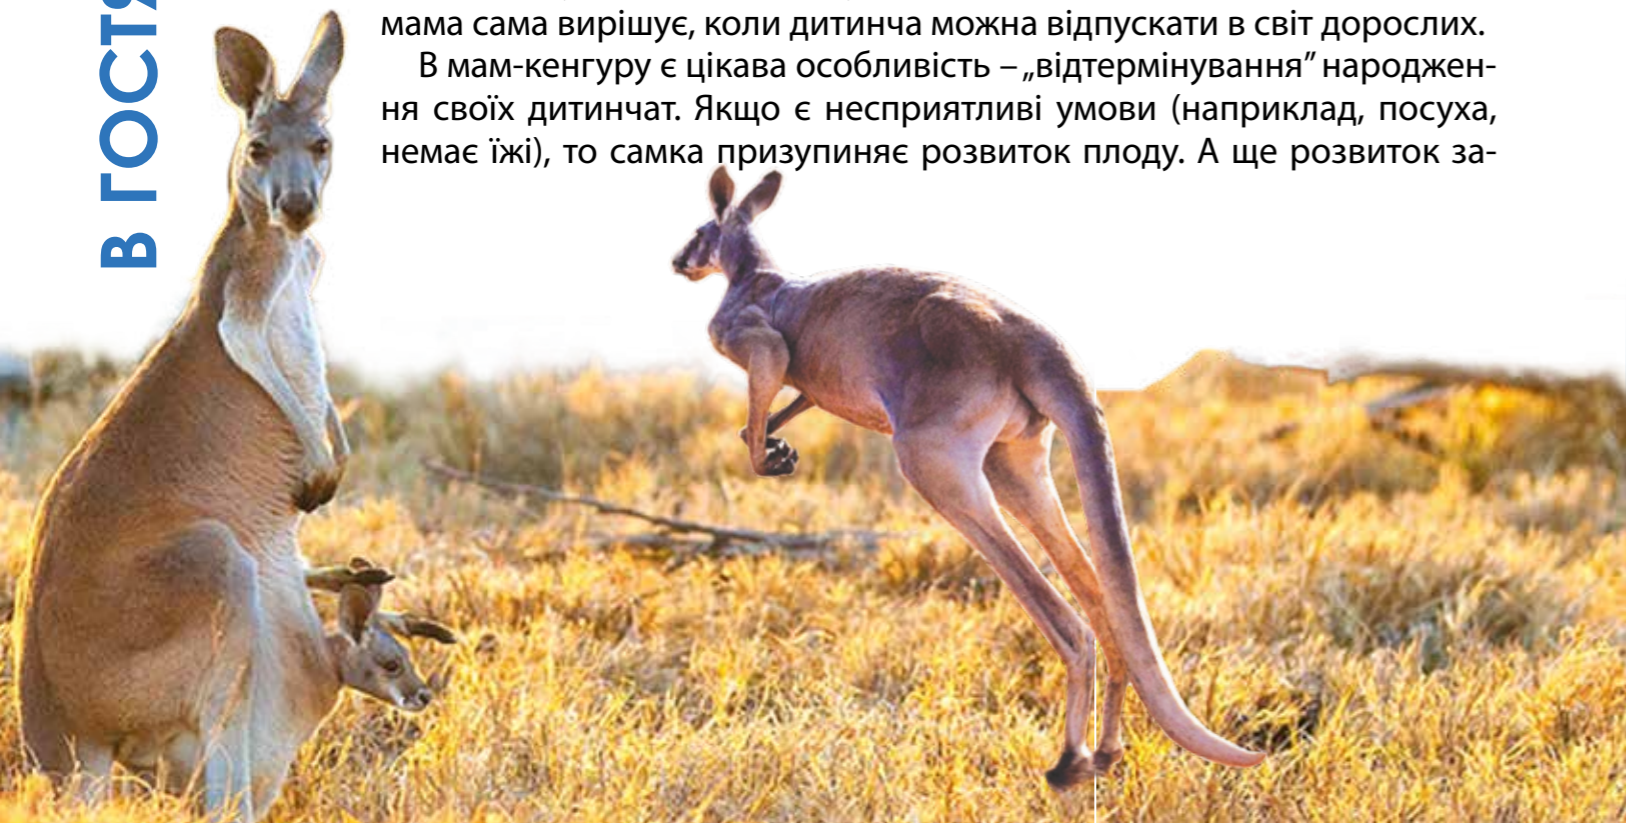 В ГОСТЯ
мама сама вирішує, коли дитинча можна відпускати в світ дорослих.
В мам-кенгуру є цікава особливість – „відтермінування” народжен-
ня своїх дитинчат. Якщо є несприятливі умови (наприклад, посуха,
немає їжі), то самка призупиняє розвиток плоду. А ще розвиток за-